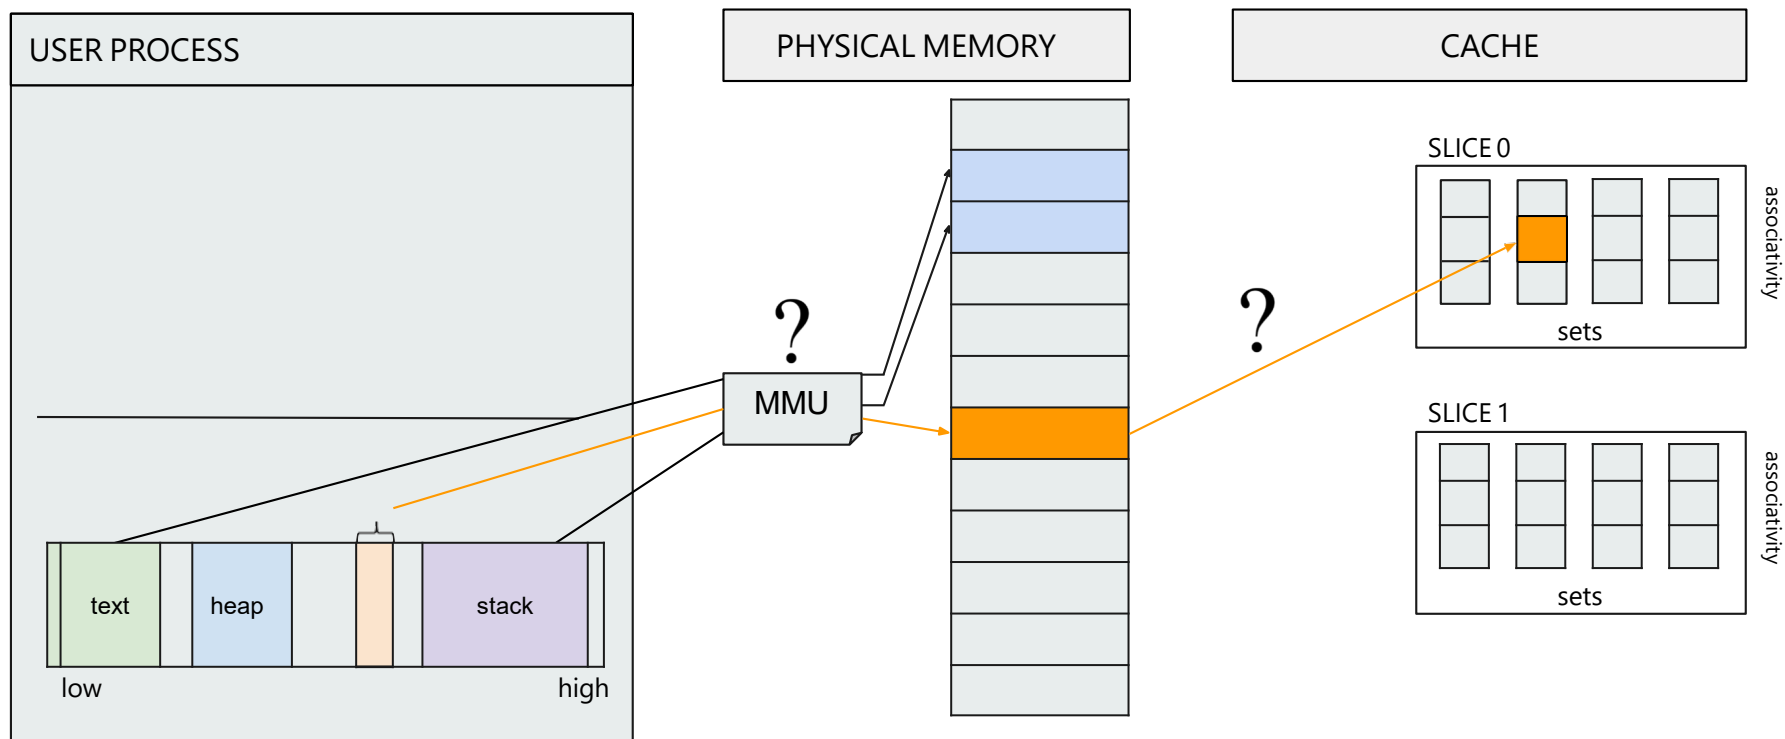 USER PROCESS
PHYSICAL MEMORY
CACHE
SLICE 0
associativity
sets
?
?
MMU
SLICE 1
associativity
sets
text
heap
stack
low
high